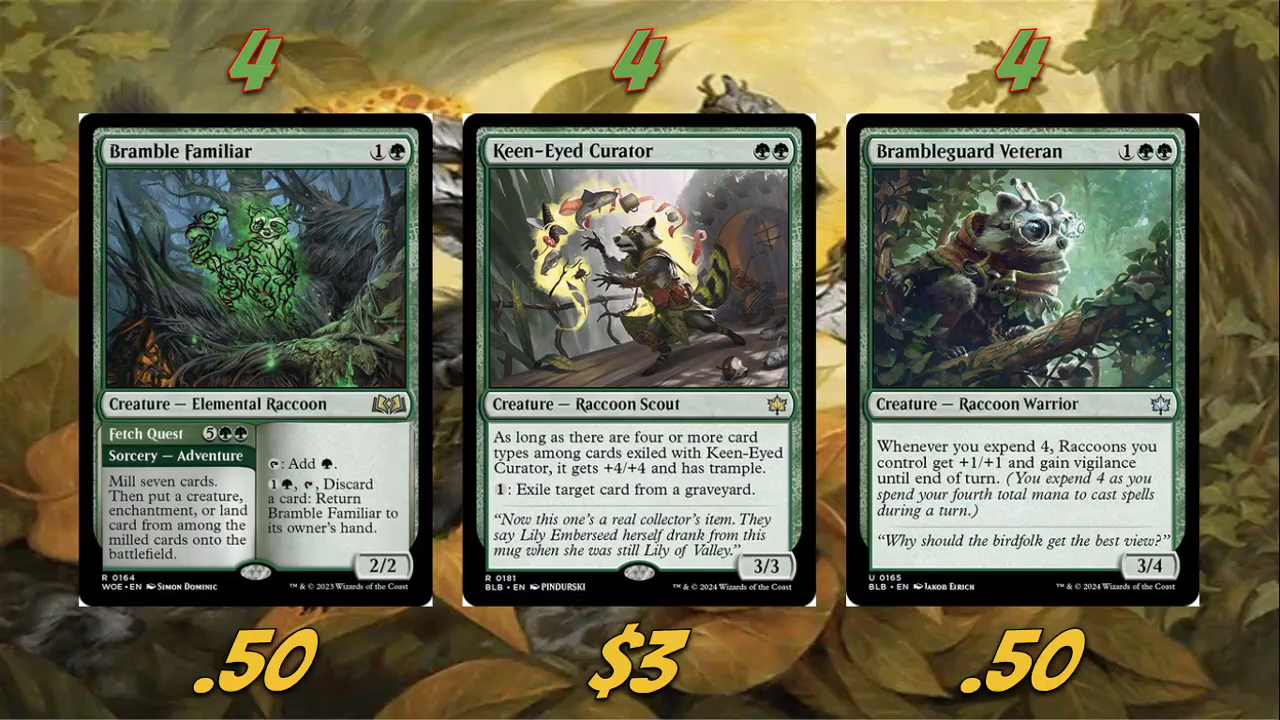 4
4
4
Bramble Familiar 1
Creature — Elemental Raccoon
Fetch Quest 5
Sorcery — Adventure
Mill seven cards.
Then put a creature,
enchantment, or land
card from among the
milled cards onto the
battlefield.
: Add .
1 , , Discard
a card: Return
Bramble Familiar to
its owner's hand.
2/2
R 0164
WOE • EN Simon Dominic
™ & © 2023 Wizards of the Coast
Keen-Eyed Curator
Creature — Raccoon Scout
As long as there are four or more card
types among cards exiled with Keen-Eyed
Curator, it gets +4/+4 and has trample.
1: Exile target card from a graveyard.
"Now this one's a real collector's item. They
say Lily Emberseed herself drank from this
mug when she was still Lily of Valley."
3/3
R 0181
BLB • EN PINDURSKI
™ & © 2024 Wizards of the Coast
Brambleguard Veteran 1
Creature — Raccoon Warrior
Whenever you expend 4, Raccoons you
control get +1/+1 and gain vigilance
until end of turn. (You expend 4 as you
spend your fourth total mana to cast spells
during a turn.)
"Why should the birdfolk get the best view?"
3/4
U 0165
BLB • EN Jakob Eirich
™ & © 2024 Wizards of the Coast
.50
$3
.50